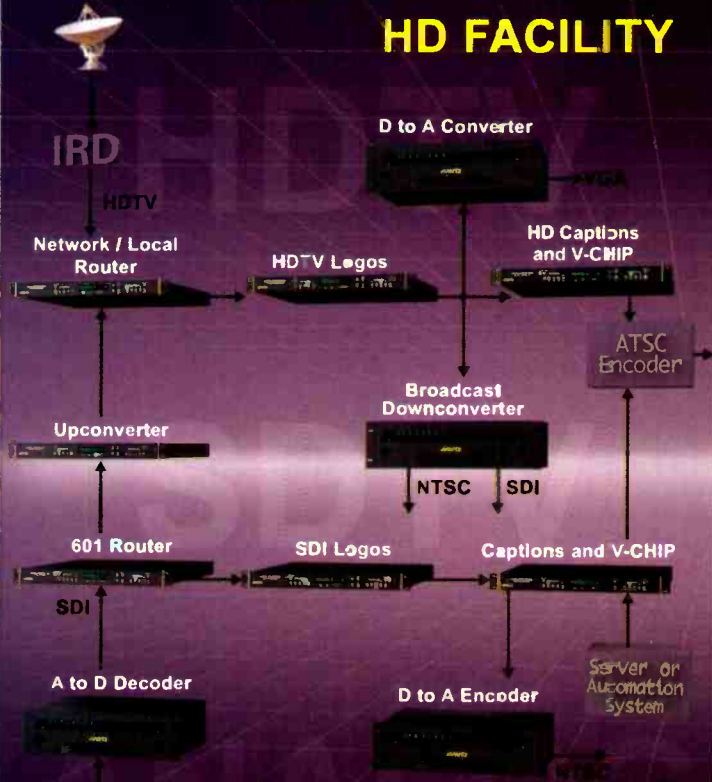 HD FACILITY
D to A Converter
IRD
VGA
HDTV
HDTV
Network / Local
Router
HDTV Logos
HD Captions
and V-CHIP
ATSC
Encoder
Broadcast
Downconverter
Upconverter
NTSC
SDI
SDTV
601 Router
SDI Logos
Captions and V-CHIP
SDI
A to D Decoder
D to A Encoder
Server or
Automation
System